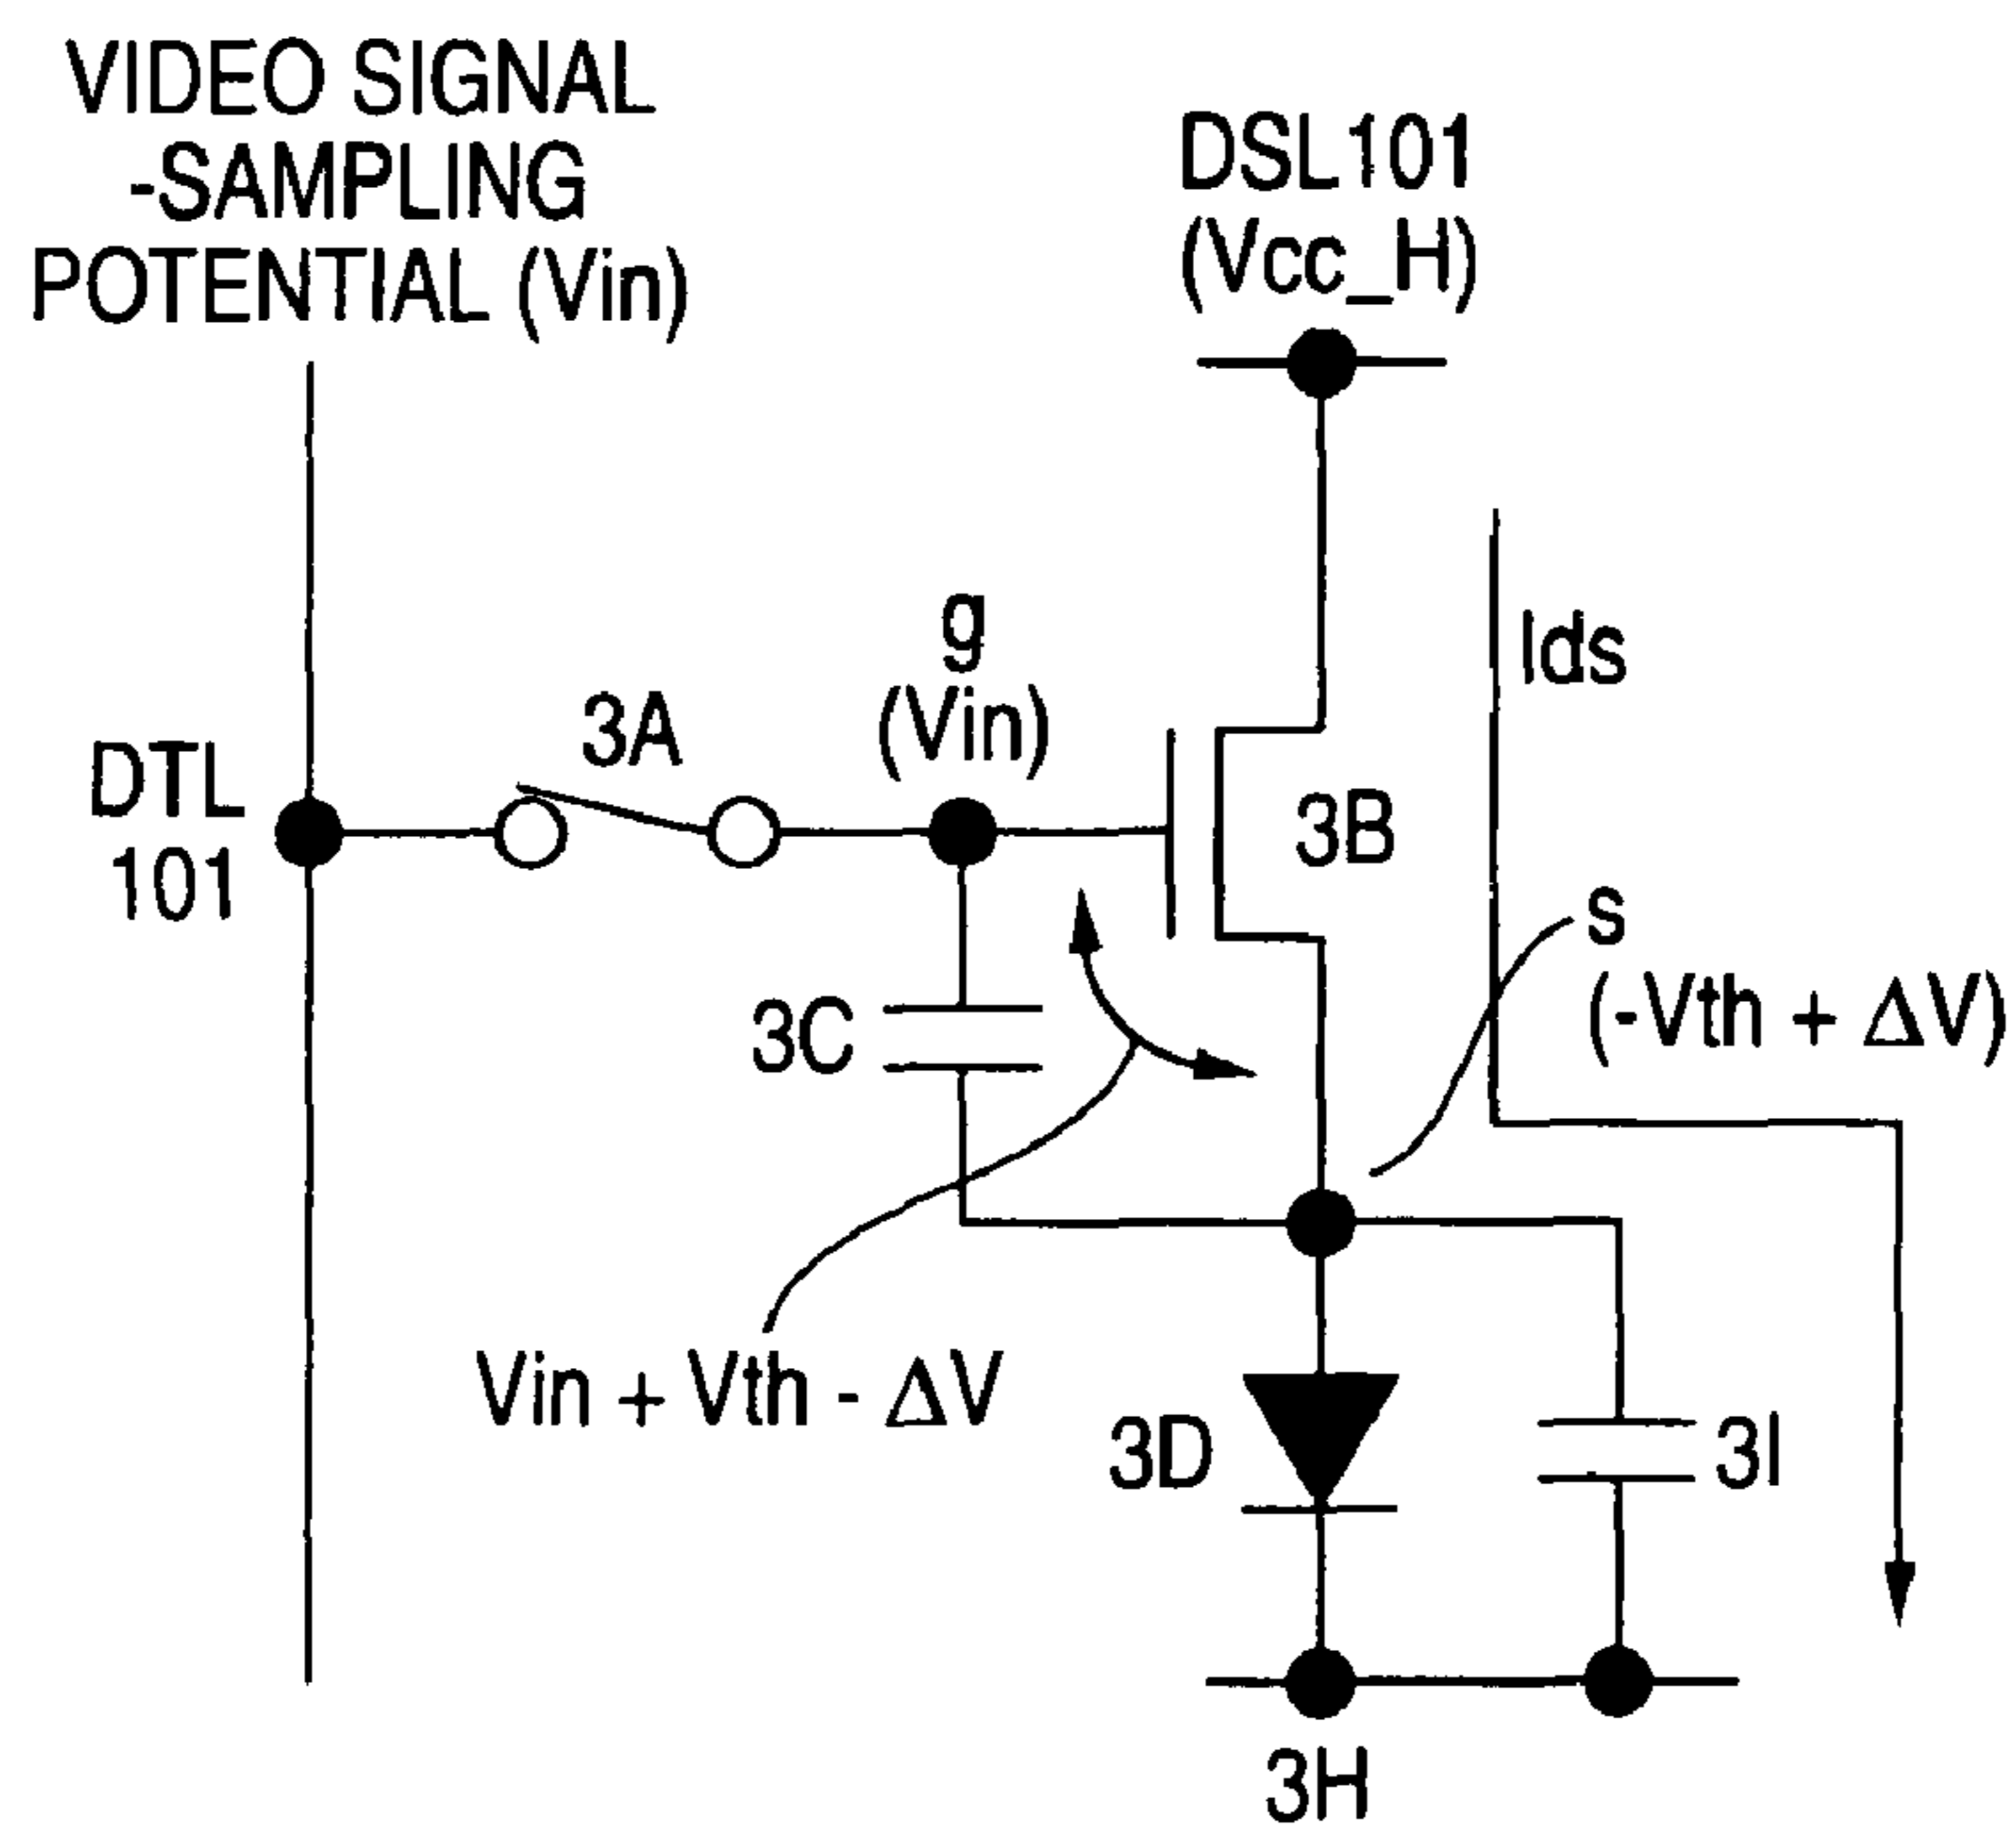 VIDEO SIGNAL
-SAMPLING
POTENTIAL (Vin)
DSL101
(Vcc_H)
g
(Vin)
Ids
3A
DTL
101
3B
s
(-Vth + ΔV)
3C
Vin + Vth - ΔV
3D
3I
3H